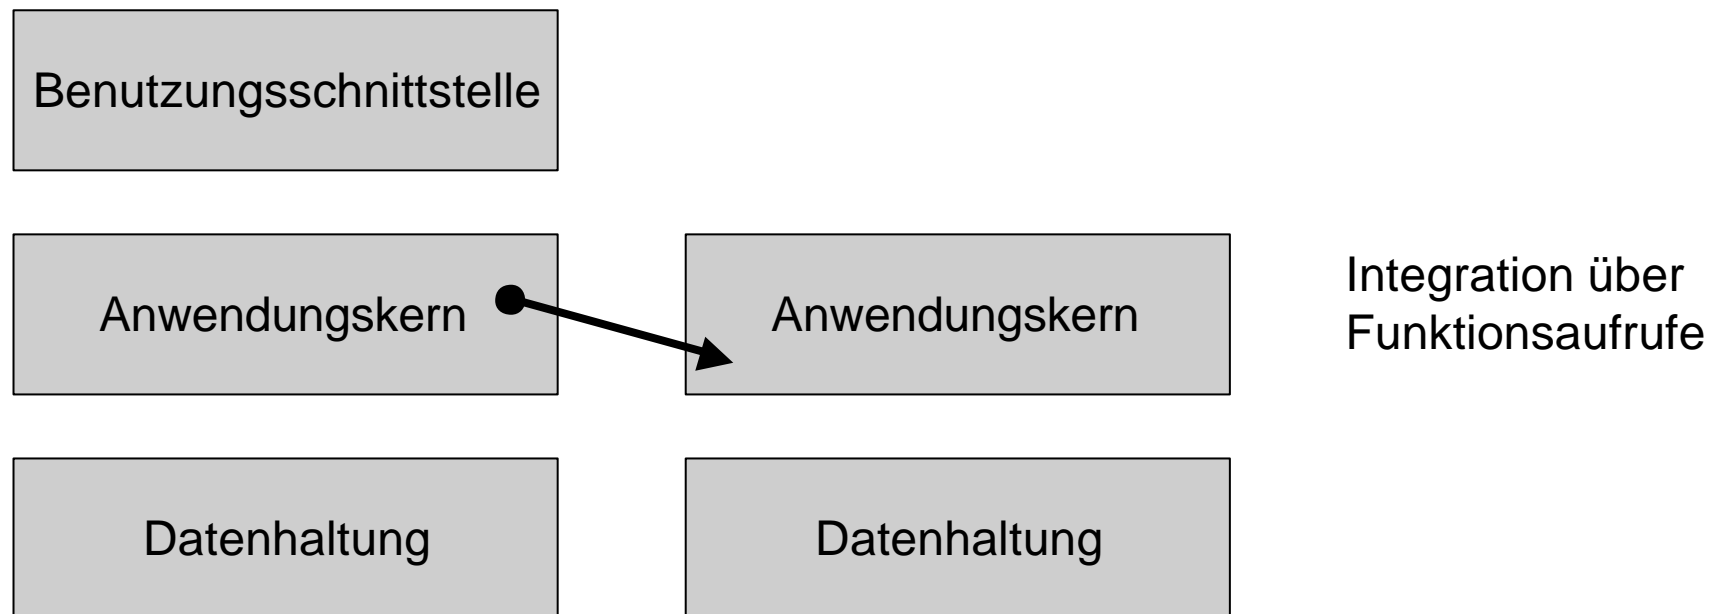 Benutzungsschnittstelle
Anwendungskern
Anwendungskern
Integration über
Funktionsaufrufe
Datenhaltung
Datenhaltung